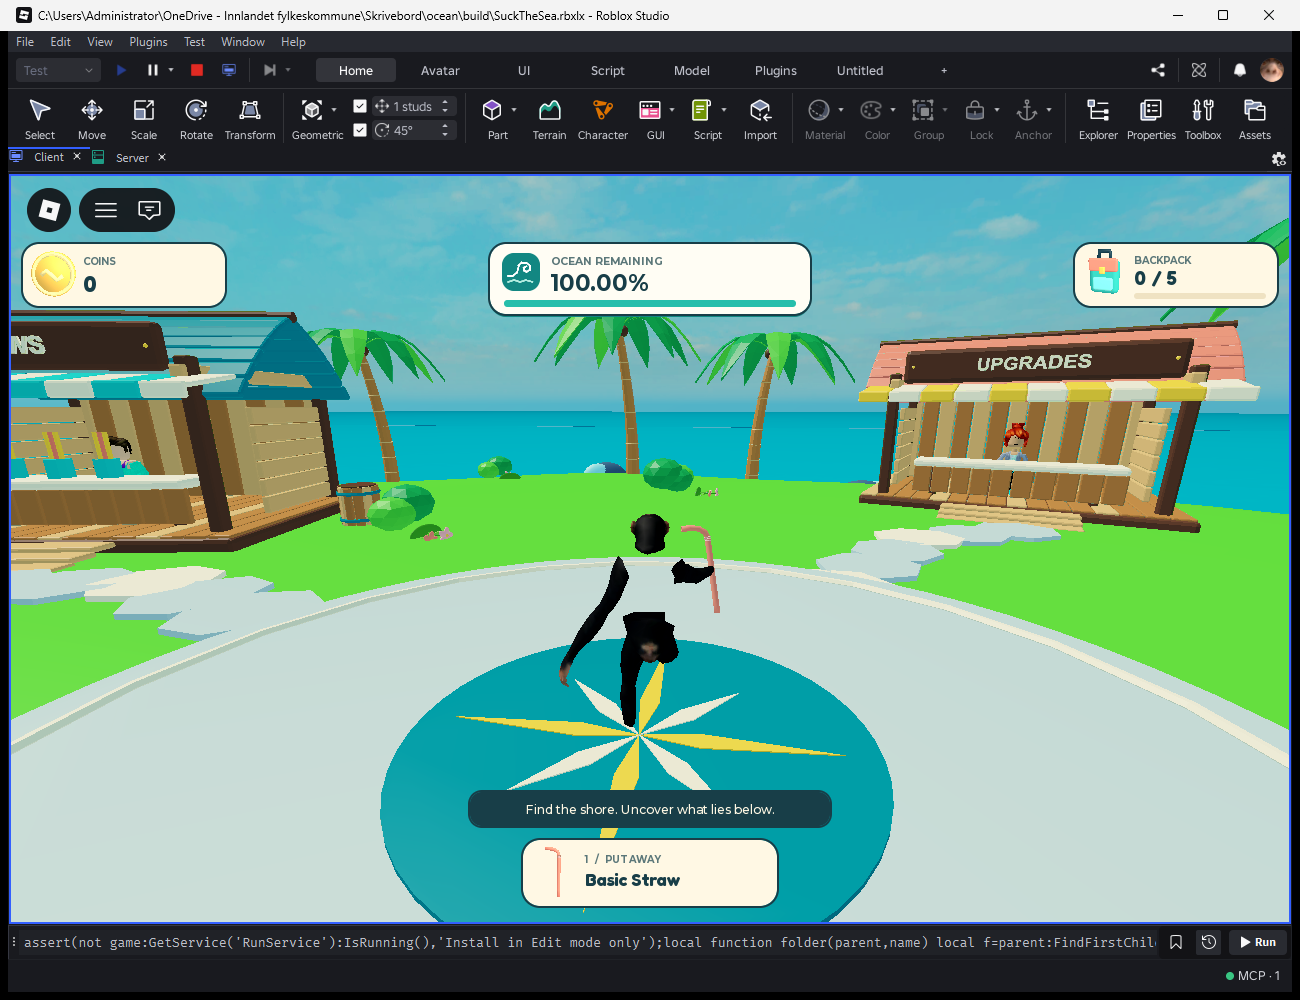 C:\Users\Administrator\OneDrive - Innlandet fylkeskommune\Skrivebord\ocean\build\SuckTheSea.rbxlx - Roblox Studio
File Edit View Plugins Test Window Help
Test Home Avatar UI Script Model Plugins Untitled +
1 studs
45°
Select Move Scale Rotate Transform Geometric Part Terrain Character GUI Script Import Material Color Group Lock Anchor Explorer Properties Toolbox Assets
Client Server
COINS
0
OCEAN REMAINING
100.00%
BACKPACK
0 / 5
NS
UPGRADES
Find the shore. Uncover what lies below.
1 / PUT AWAY
Basic Straw
assert(not game:GetService('RunService'):IsRunning(),'Install in Edit mode only');local function folder(parent,name) local f=parent:FindFirstChil
Run
MCP · 1